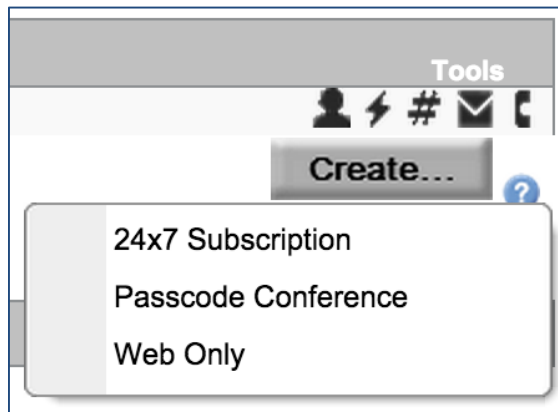 Tools
#
Create...
?
24x7 Subscription
Passcode Conference
Web Only